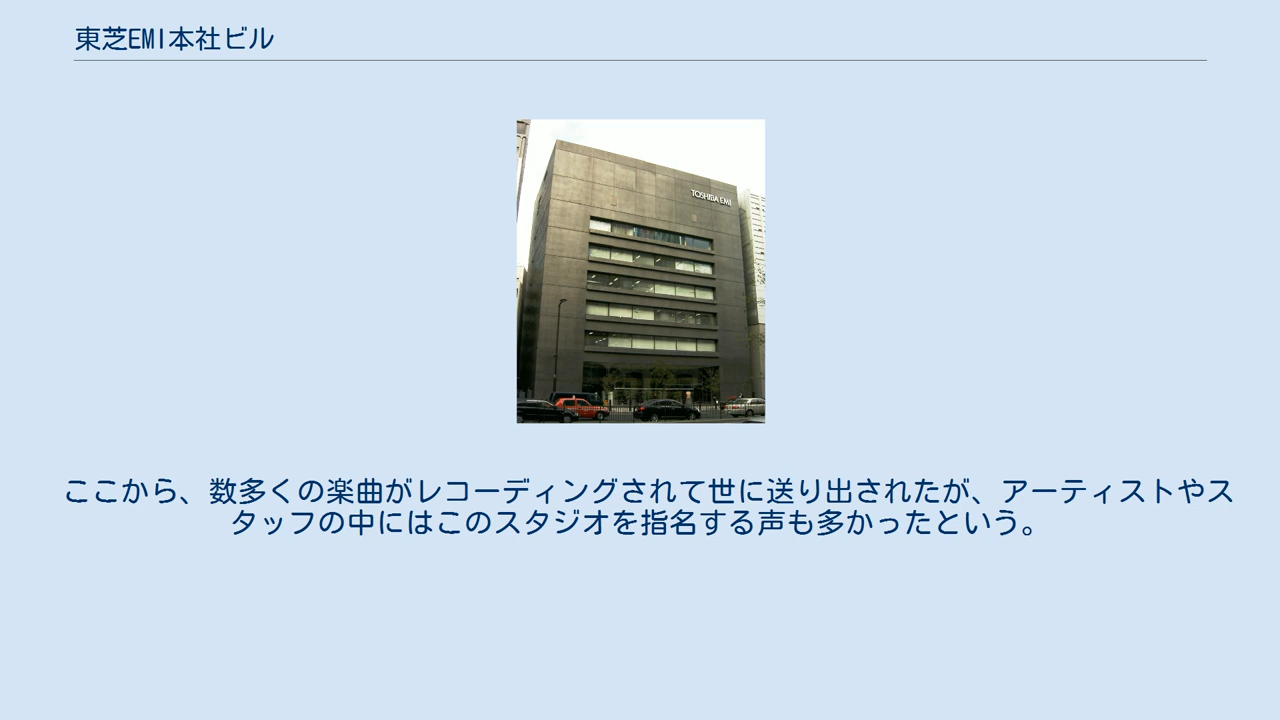 東芝EMI本社ビル
TOSHIBA EMI
ここから、数多くの楽曲がレコーディングされて世に送り出されたが、アーティストやス
タッフの中にはこのスタジオを指名する声も多かったという。